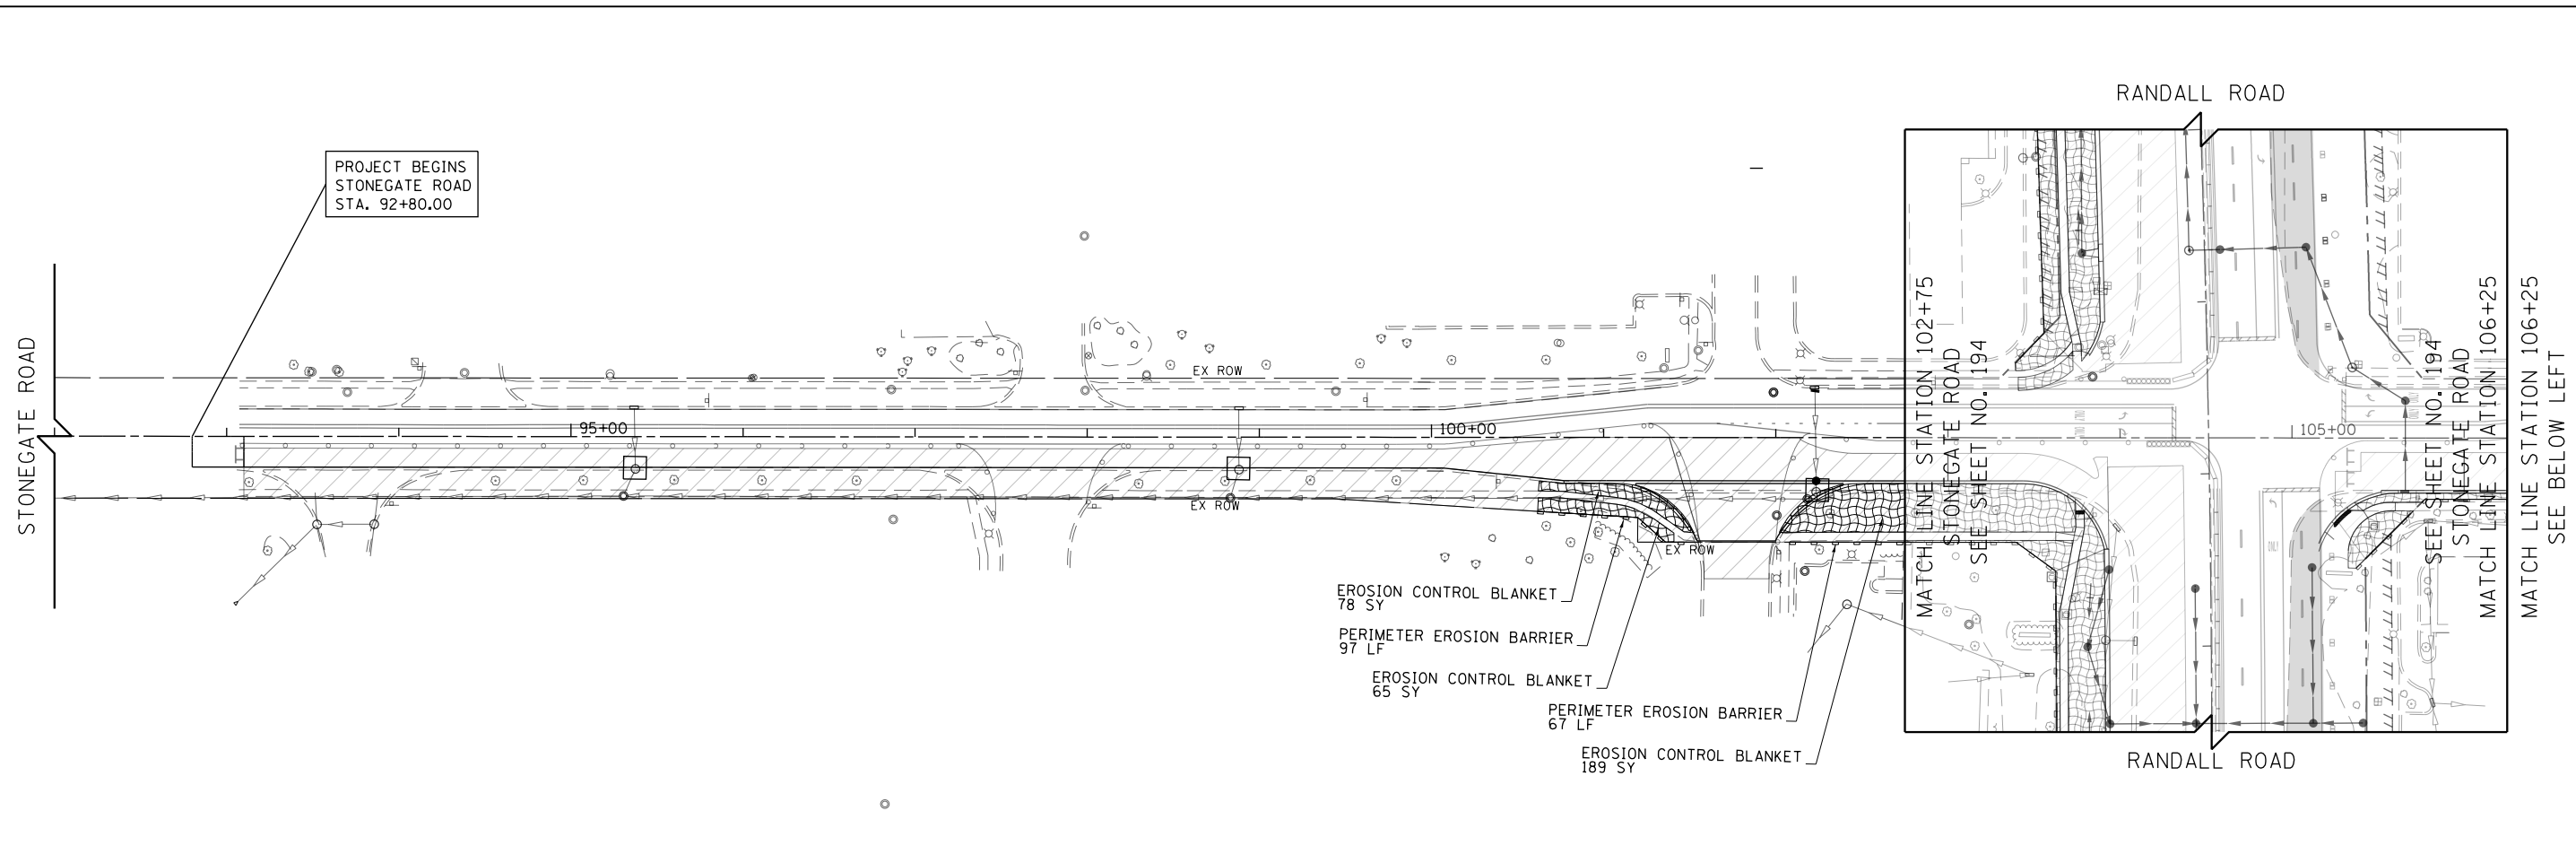 RANDALL ROAD
PROJECT BEGINS
STONEGATE ROAD
STA. 92+80.00
STONEGATE ROAD
EX ROW
95+00
100+00
105+00
EX ROW
EX ROW
EROSION CONTROL BLANKET
78 SY
PERIMETER EROSION BARRIER
97 LF
EROSION CONTROL BLANKET
65 SY
PERIMETER EROSION BARRIER
67 LF
EROSION CONTROL BLANKET
189 SY
MATCH LINE STATION 102+75
STONEGATE ROAD
SEE SHEET NO. 194
ONLY
SEE SHEET NO. 194
STONEGATE ROAD
MATCH LINE STATION 106+25
MATCH LINE STATION 106+25
SEE BELOW LEFT
RANDALL ROAD